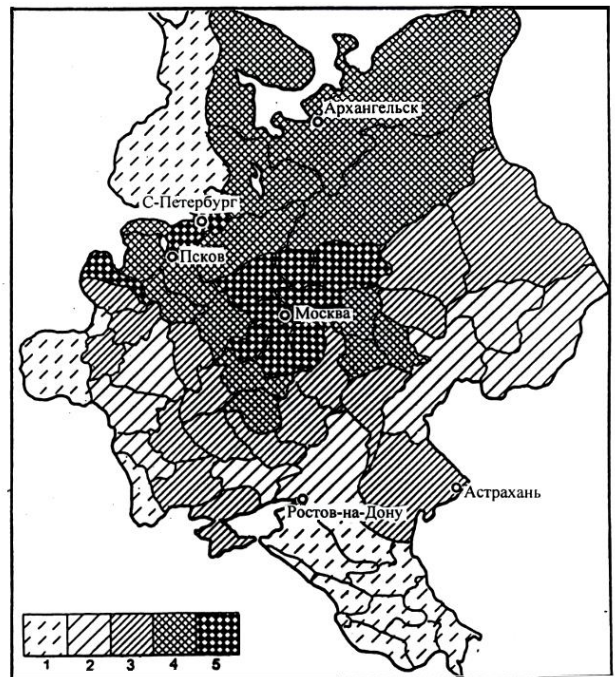 Архангельск
С-Петербург
Псков
Москва
Астрахань
Ростов-на-Дону
1 2 3 4 5